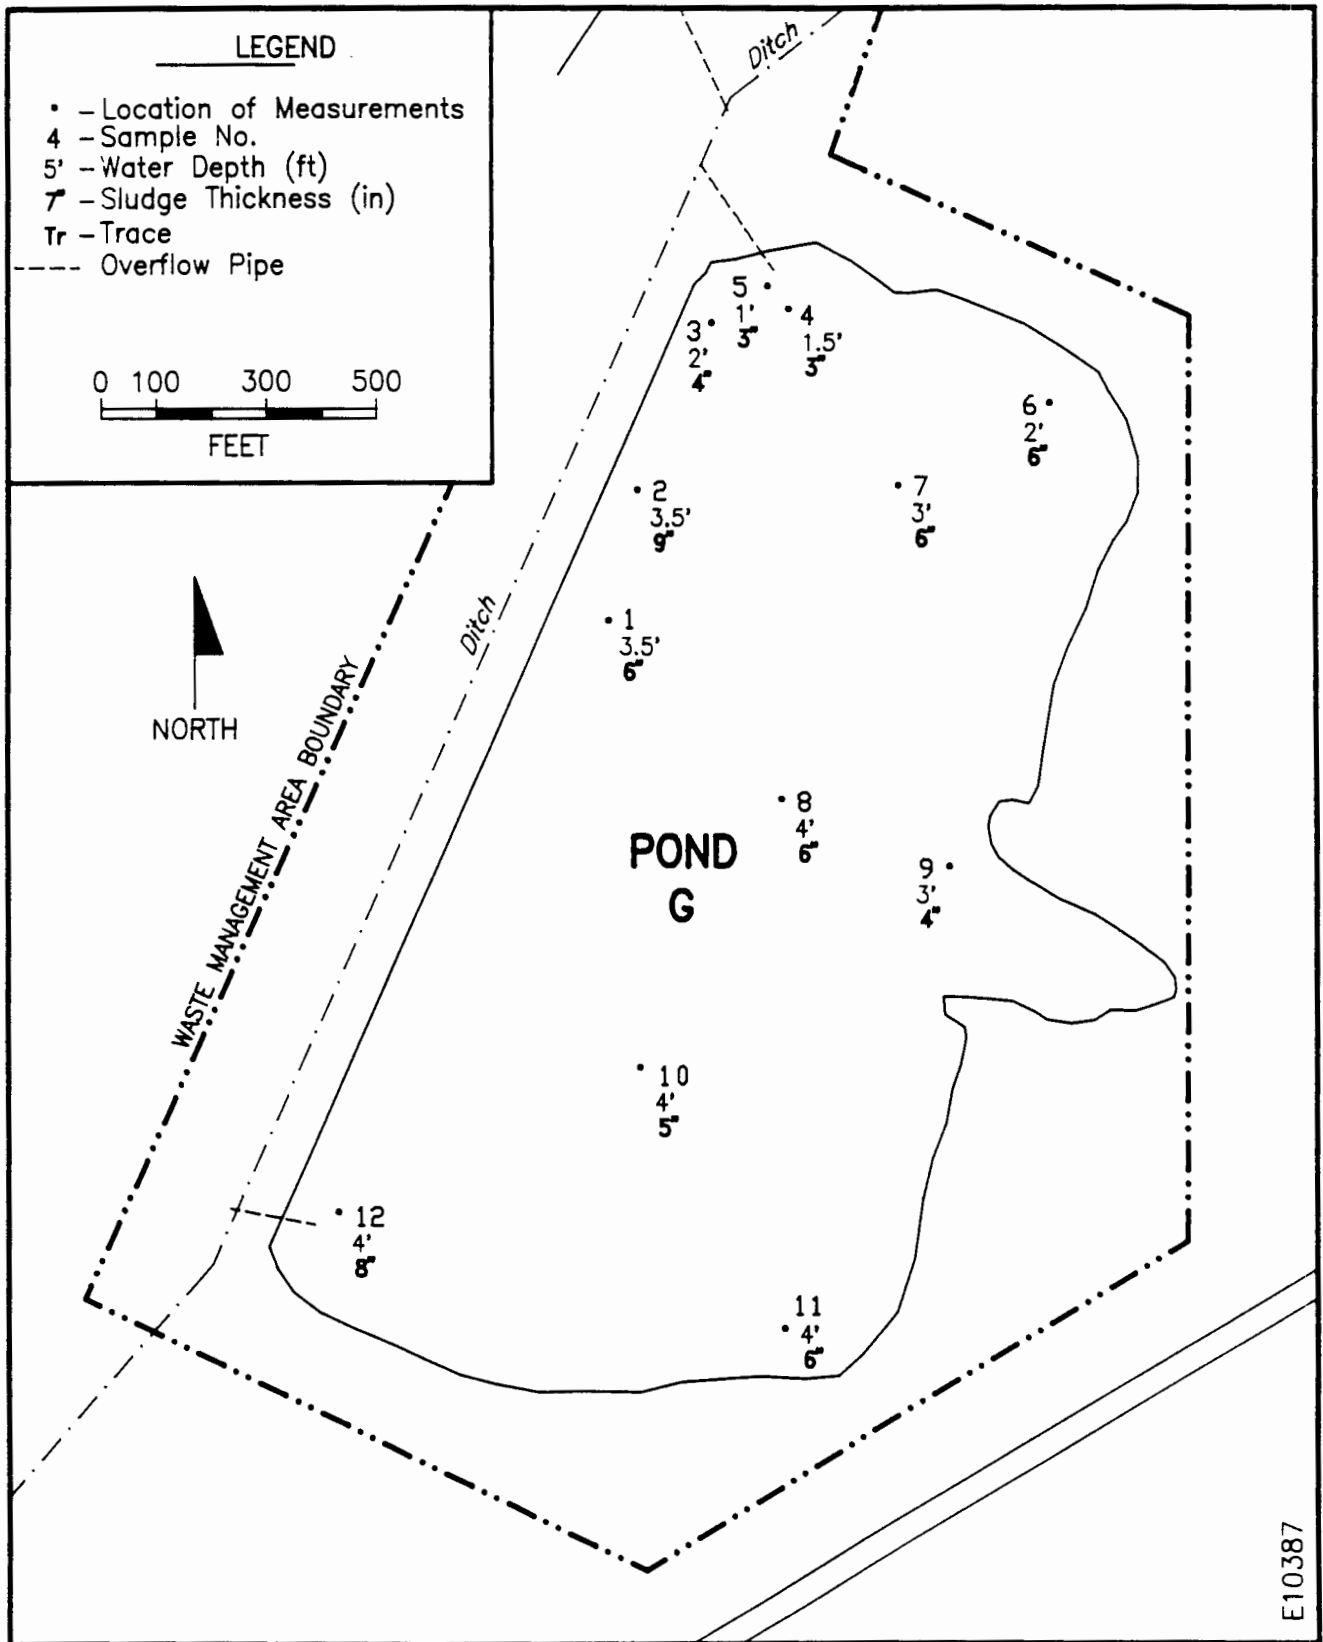 LEGEND
• – Location of Measurements
4 – Sample No.
5' – Water Depth (ft)
7" – Sludge Thickness (in)
Tr – Trace
---- Overflow Pipe
0 100 300 500
FEET
Ditch
5
1'
3"
4
1.5'
3"
3
2'
4"
6
2'
6"
2
3.5'
9"
7
3'
6"
1
3.5'
6"
Ditch
NORTH
WASTE MANAGEMENT AREA BOUNDARY
8
4'
6"
POND
G
9
3'
4"
10
4'
5"
12
4'
8"
11
4'
6"
E10387